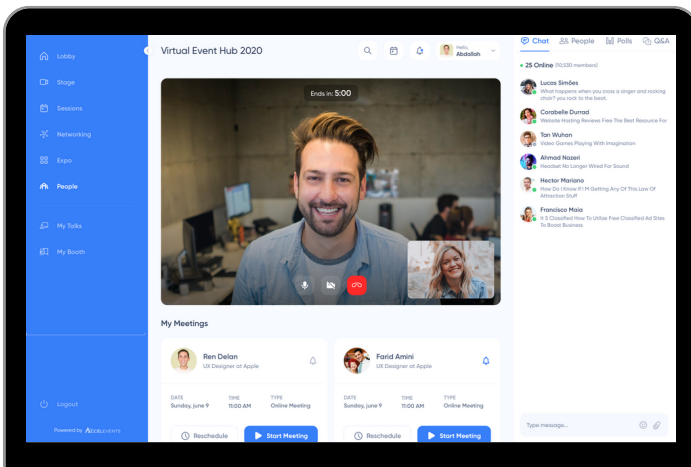 Lobby
Stage
Sessions
Networking
Expo
People
My Talks
My Booth
Logout
Powered by ACCELEVENTS
Virtual Event Hub 2020
Hello,
Abdallah
Ends in: 5:00
My Meetings
Ren Delan
UX Designer at Apple
DATE TIME TYPE
Sunday, june 9 11:00 AM Online Meeting
Reschedule Start Meeting
Farid Amini
UX Designer at Apple
DATE TIME TYPE
Sunday, june 9 11:00 AM Online Meeting
Reschedule Start Meeting
Chat People Polls Q&A
25 Online (10,530 members)
Lucas Simões
What happens when you cross a singer and rocking
chair? you rock to the beat.
Corabelle Durrad
Website Hosting Reviews Free The Best Resource For
Tan Wuhan
Video Games Playing With Imagination
Ahmad Nazeri
Headset No Longer Wired For Sound
Hector Mariano
How Do I Know If I M Getting Any Of This Law Of
Attraction Stuff
Francisco Maia
It S Classified How To Utilize Free Classified Ad Sites
To Boost Business
Type message...